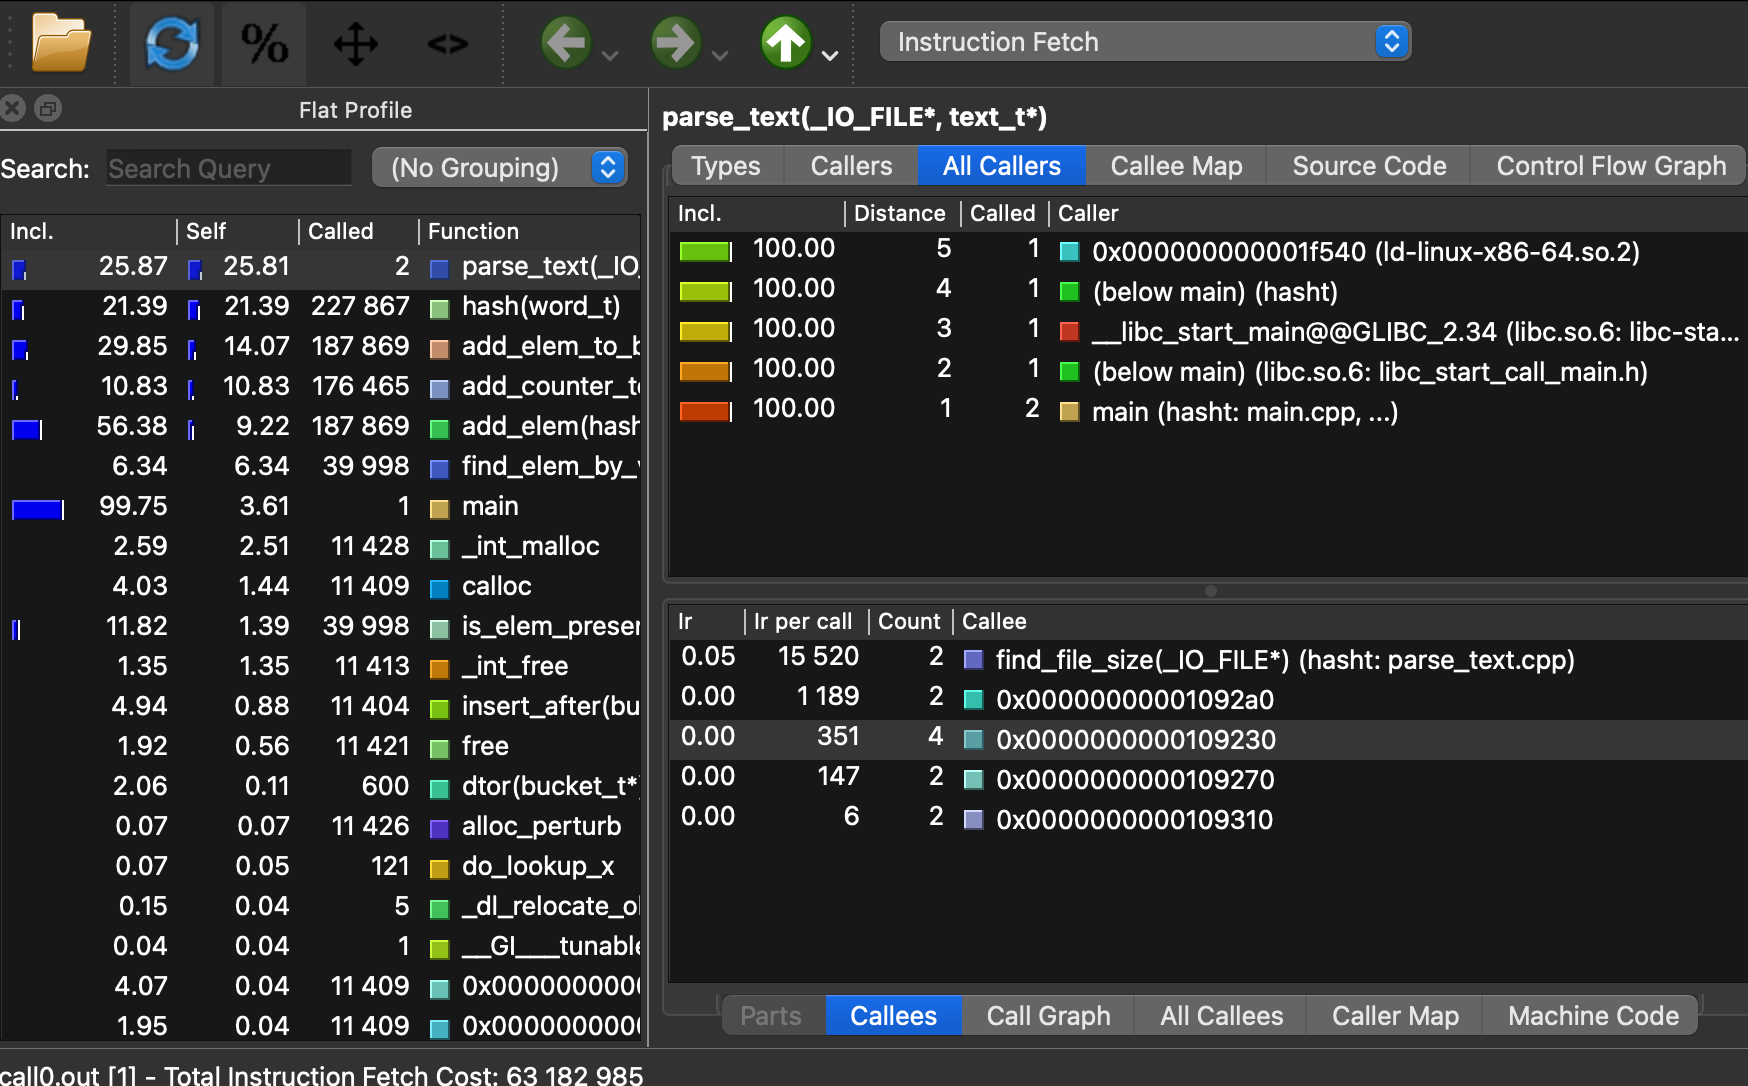 %
<>
Instruction Fetch
Flat Profile
Search: Search Query (No Grouping)
Incl. Self Called Function
25.87 25.81 2 parse_text(_IO_
21.39 21.39 227 867 hash(word_t)
29.85 14.07 187 869 add_elem_to_b
10.83 10.83 176 465 add_counter_to
56.38 9.22 187 869 add_elem(hash
6.34 6.34 39 998 find_elem_by_
99.75 3.61 1 main
2.59 2.51 11 428 _int_malloc
4.03 1.44 11 409 calloc
11.82 1.39 39 998 is_elem_preser
1.35 1.35 11 413 _int_free
4.94 0.88 11 404 insert_after(bu
1.92 0.56 11 421 free
2.06 0.11 600 dtor(bucket_t*
0.07 0.07 11 426 alloc_perturb
0.07 0.05 121 do_lookup_x
0.15 0.04 5 _dl_relocate_o
0.04 0.04 1 __GI___tunable
4.07 0.04 11 409 0x0000000000
1.95 0.04 11 409 0x0000000000
parse_text(_IO_FILE*, text_t*)
Types Callers All Callers Callee Map Source Code Control Flow Graph
Incl. Distance Called Caller
100.00 5 1 0x000000000001f540 (ld-linux-x86-64.so.2)
100.00 4 1 (below main) (hasht)
100.00 3 1 __libc_start_main@@GLIBC_2.34 (libc.so.6: libc-sta...
100.00 2 1 (below main) (libc.so.6: libc_start_call_main.h)
100.00 1 2 main (hasht: main.cpp, ...)
Ir Ir per call Count Callee
0.05 15 520 2 find_file_size(_IO_FILE*) (hasht: parse_text.cpp)
0.00 1 189 2 0x00000000001092a0
0.00 351 4 0x0000000000109230
0.00 147 2 0x0000000000109270
0.00 6 2 0x0000000000109310
Parts Callees Call Graph All Callees Caller Map Machine Code
call0.out [1] - Total Instruction Fetch Cost: 63 182 985